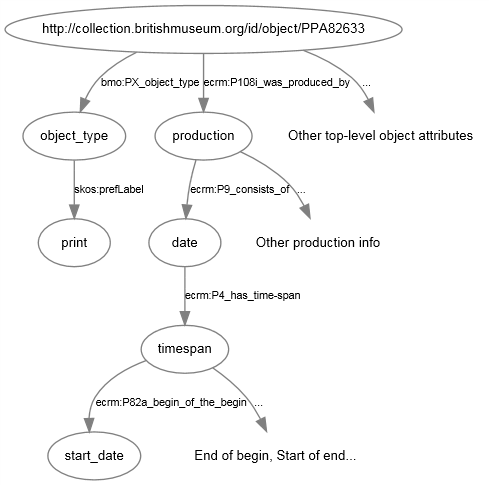 http://collection.britishmuseum.org/id/object/PPA82633
bmo:PX_object_type ecrm:P108i_was_produced_by ...
object_type production Other top-level object attributes
skos:prefLabel ecrm:P9_consists_of ...
print date Other production info
ecrm:P4_has_time-span
timespan
ecrm:P82a_begin_of_the_begin ...
start_date End of begin, Start of end...